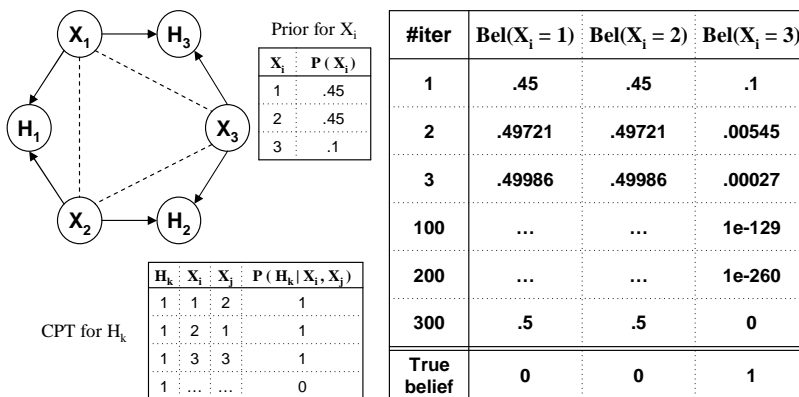 X1
H3
H1
X3
X2
H2
Prior for Xi
Xi P ( Xi )
1 .45
2 .45
3 .1
CPT for Hk
Hk Xi Xj P ( Hk | Xi , Xj )
1 1 2 1
1 2 1 1
1 3 3 1
1 ... ... 0
#iter Bel(Xi = 1) Bel(Xi = 2) Bel(Xi = 3)
1 .45 .45 .1
2 .49721 .49721 .00545
3 .49986 .49986 .00027
100 ... ... 1e-129
200 ... ... 1e-260
300 .5 .5 0
True belief 0 0 1